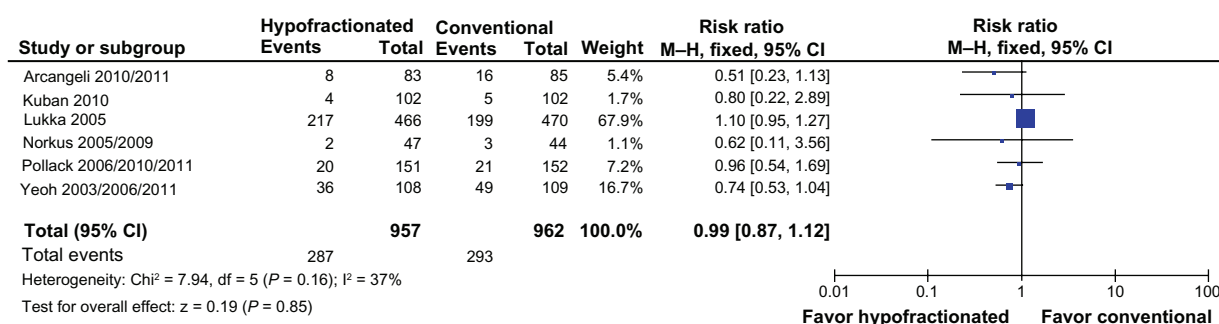 Hypofractionated Conventional Risk ratio Risk ratio
Study or subgroup Events Total Events Total Weight M–H, fixed, 95% CI M–H, fixed, 95% CI
Arcangeli 2010/2011 8 83 16 85 5.4% 0.51 [0.23, 1.13]
Kuban 2010 4 102 5 102 1.7% 0.80 [0.22, 2.89]
Lukka 2005 217 466 199 470 67.9% 1.10 [0.95, 1.27]
Norkus 2005/2009 2 47 3 44 1.1% 0.62 [0.11, 3.56]
Pollack 2006/2010/2011 20 151 21 152 7.2% 0.96 [0.54, 1.69]
Yeoh 2003/2006/2011 36 108 49 109 16.7% 0.74 [0.53, 1.04]
Total (95% CI) 957 962 100.0% 0.99 [0.87, 1.12]
Total events 287 293
Heterogeneity: Chi² = 7.94, df = 5 (P = 0.16); I² = 37%
Test for overall effect: z = 0.19 (P = 0.85)
0.01 0.1 1 10 100
Favor hypofractionated Favor conventional